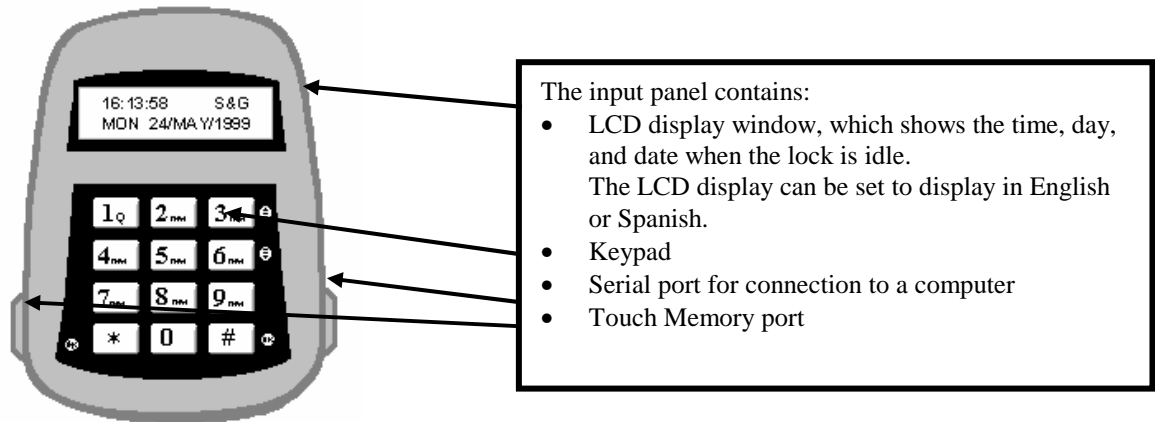 16:13:58 S&G
MON 24/MAY/1999
1 2 3
4 5 6
7 8 9
* 0 #
The input panel contains:
• LCD display window, which shows the time, day,
and date when the lock is idle.
The LCD display can be set to display in English
or Spanish.
• Keypad
• Serial port for connection to a computer
• Touch Memory port